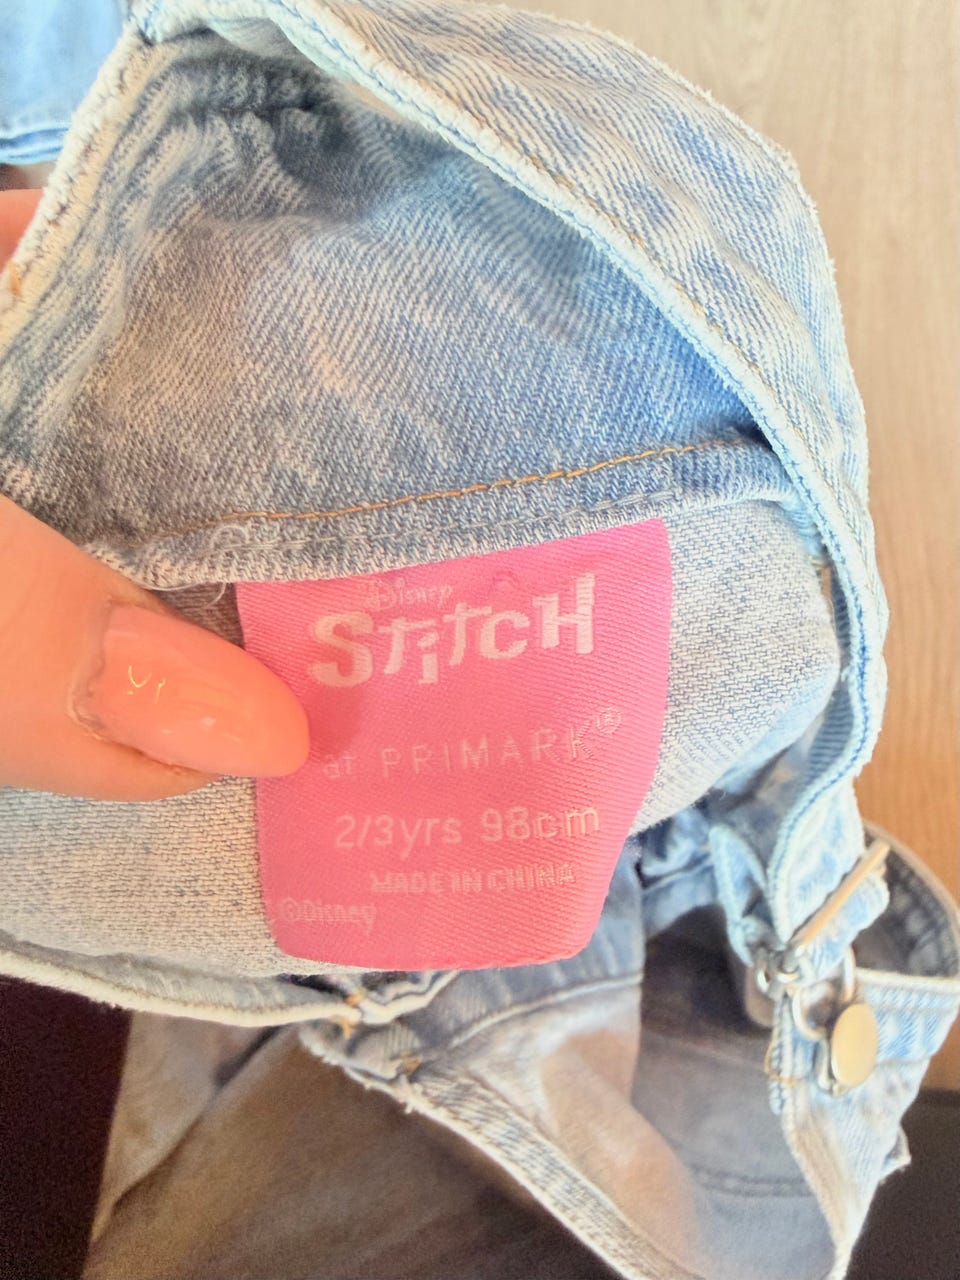 Disney
STiTCH
at PRIMARK®
2/3yrs 98cm
MADE IN CHINA
©Disney